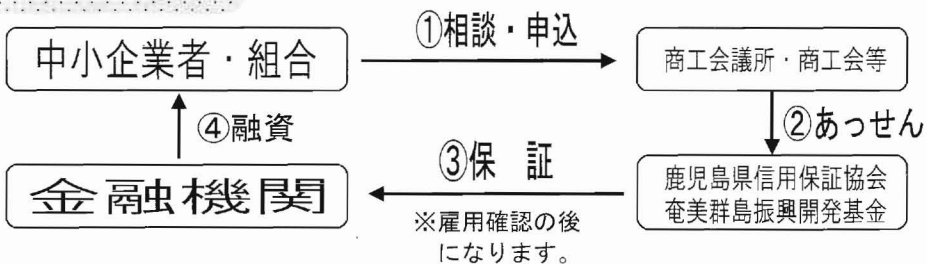 中小企業者・組合
①相談・申込
商工会議所・商工会等
②あっせん
鹿児島県信用保証協会
奄美群島振興開発基金
③保 証
※雇用確認の後
になります。
金融機関
④融資